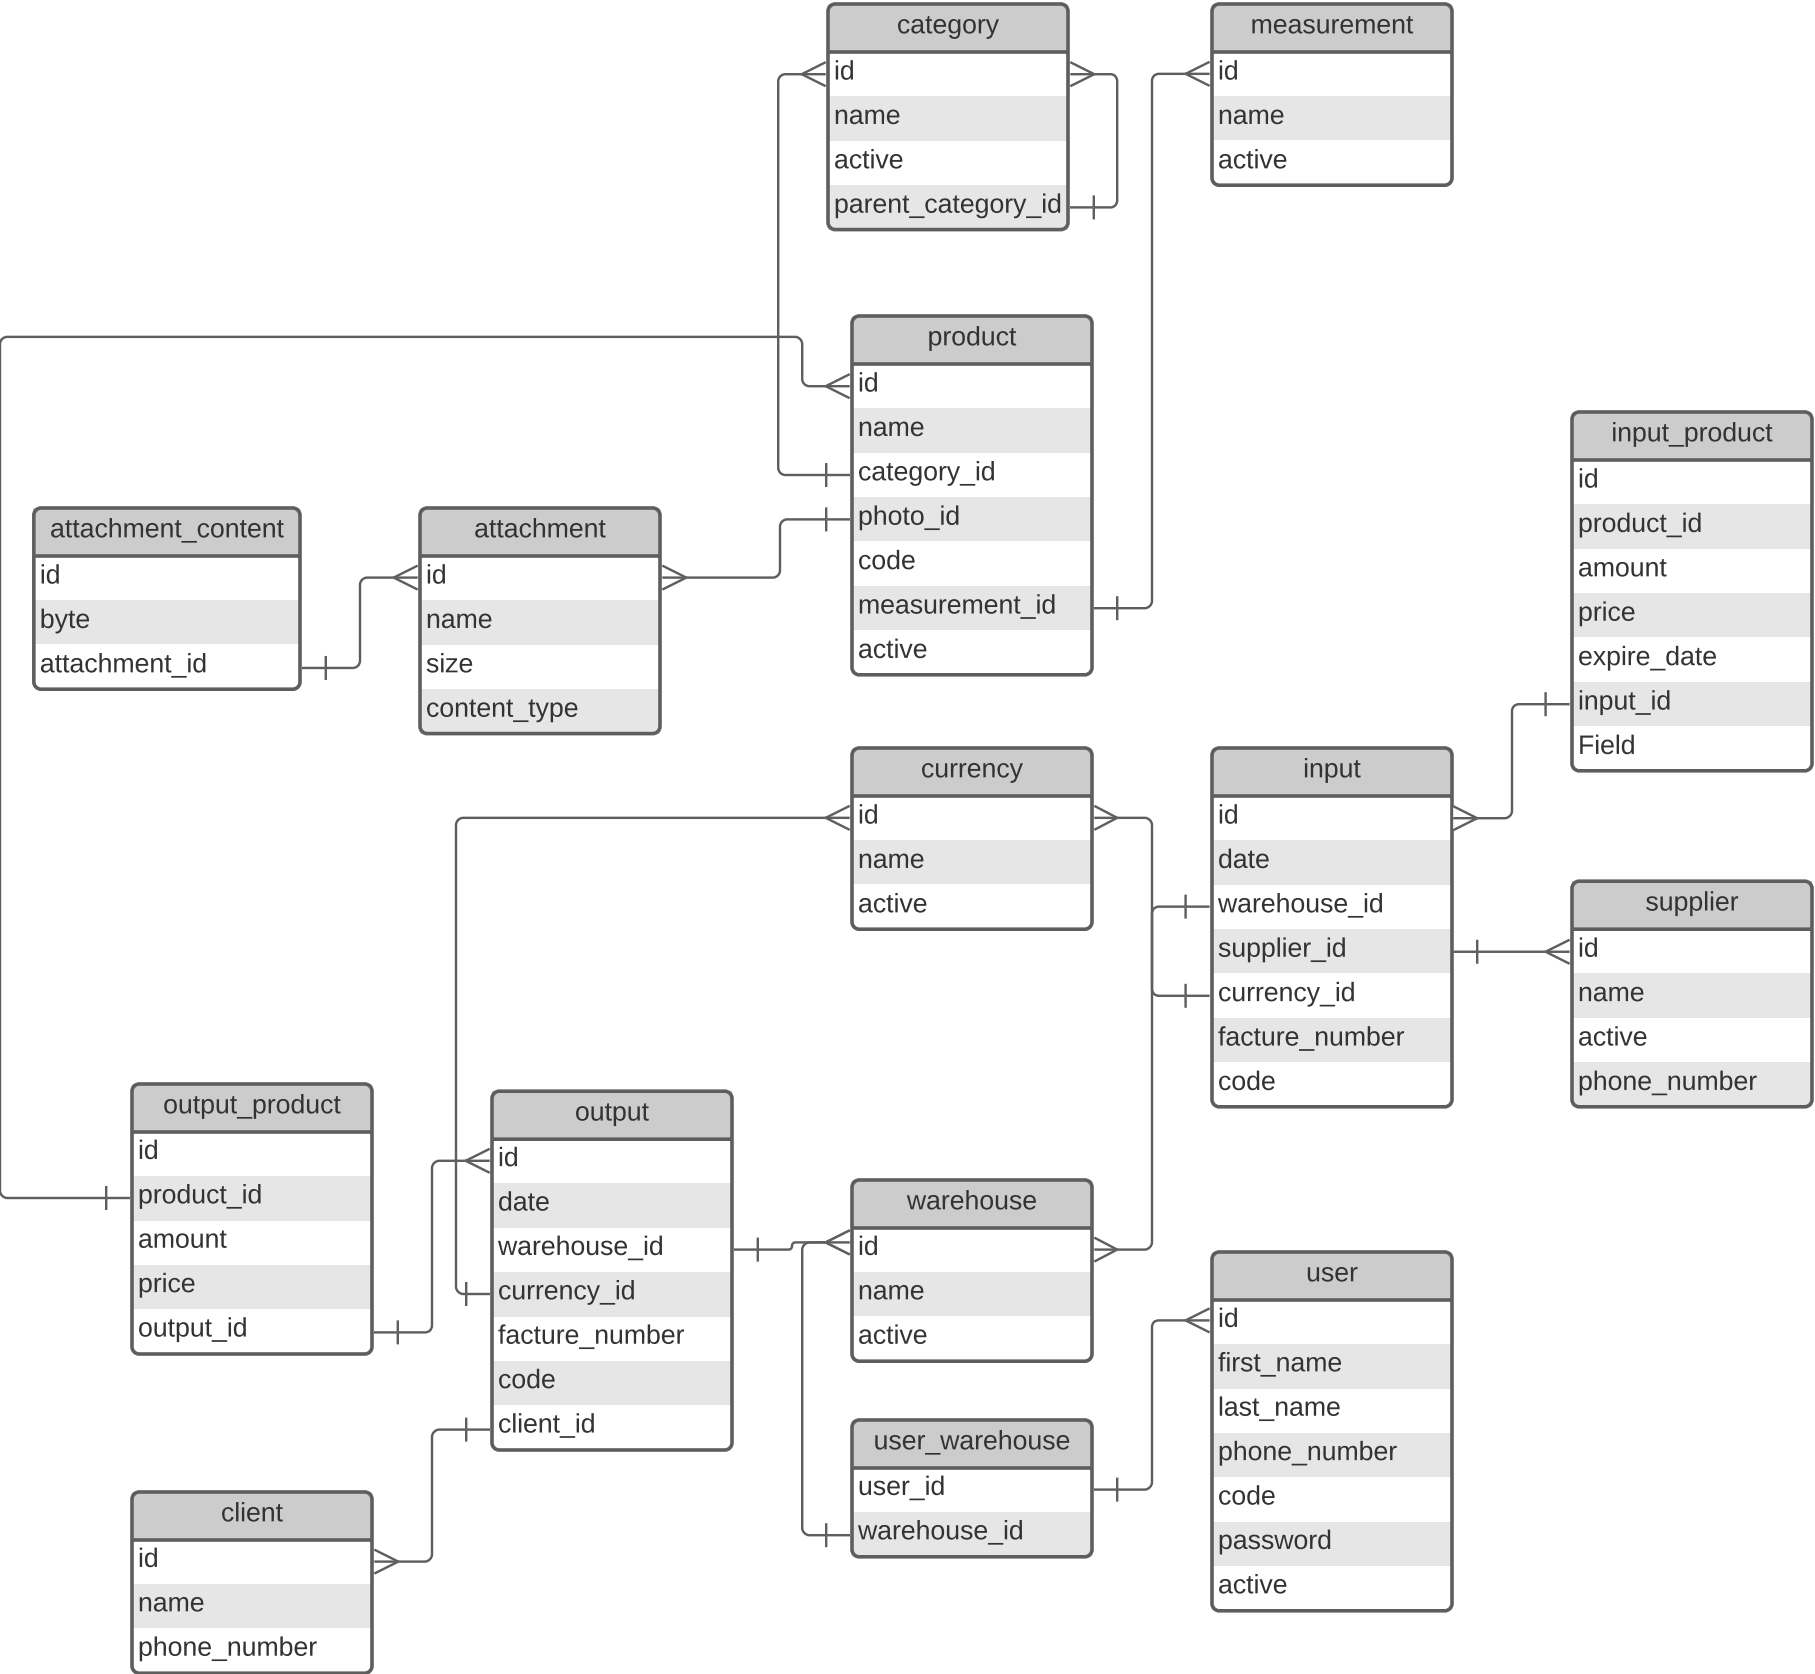 category
id
name
active
parent_category_id
measurement
id
name
active
product
id
name
category_id
photo_id
code
measurement_id
active
input_product
id
product_id
amount
price
expire_date
input_id
Field
attachment_content
id
byte
attachment_id
attachment
id
name
size
content_type
currency
id
name
active
input
id
date
warehouse_id
supplier_id
currency_id
facture_number
code
supplier
id
name
active
phone_number
output_product
id
product_id
amount
price
output_id
output
id
date
warehouse_id
currency_id
facture_number
code
client_id
warehouse
id
name
active
user
id
first_name
last_name
phone_number
code
password
active
user_warehouse
user_id
warehouse_id
client
id
name
phone_number